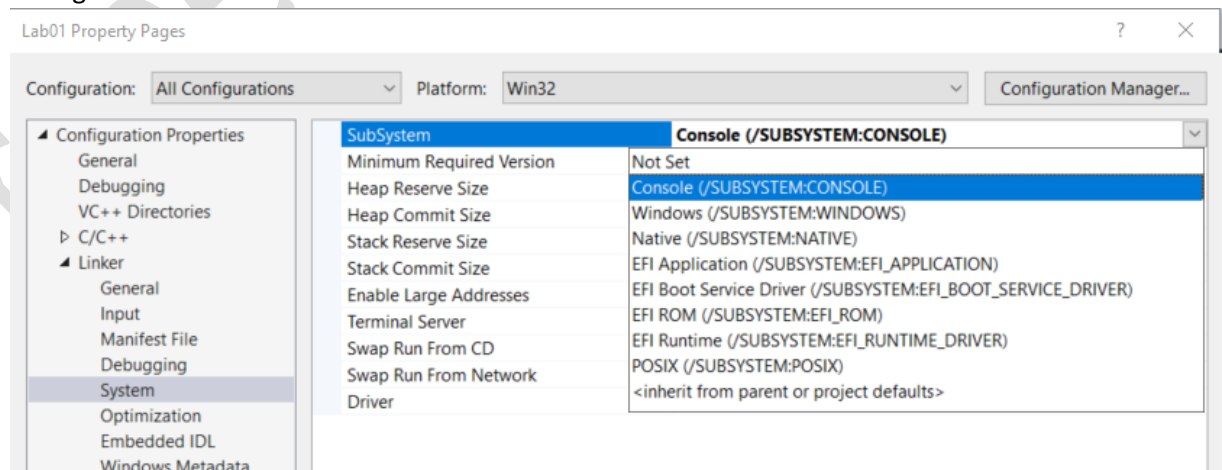 Lab01 Property Pages ? ×
Configuration: All Configurations Platform: Win32 Configuration Manager...
Configuration Properties
General
Debugging
VC++ Directories
C/C++
Linker
General
Input
Manifest File
Debugging
System
Optimization
Embedded IDL
Windows Metadata
SubSystem Console (/SUBSYSTEM:CONSOLE)
Minimum Required Version
Heap Reserve Size
Heap Commit Size
Stack Reserve Size
Stack Commit Size
Enable Large Addresses
Terminal Server
Swap Run From CD
Swap Run From Network
Driver
Not Set
Console (/SUBSYSTEM:CONSOLE)
Windows (/SUBSYSTEM:WINDOWS)
Native (/SUBSYSTEM:NATIVE)
EFI Application (/SUBSYSTEM:EFI_APPLICATION)
EFI Boot Service Driver (/SUBSYSTEM:EFI_BOOT_SERVICE_DRIVER)
EFI ROM (/SUBSYSTEM:EFI_ROM)
EFI Runtime (/SUBSYSTEM:EFI_RUNTIME_DRIVER)
POSIX (/SUBSYSTEM:POSIX)
<inherit from parent or project defaults>